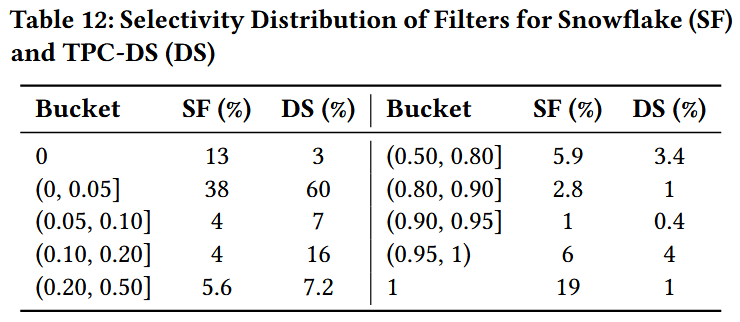 Table 12: Selectivity Distribution of Filters for Snowflake (SF)
and TPC-DS (DS)
Bucket SF (%) DS (%) Bucket SF (%) DS (%)
0 13 3 (0.50, 0.80] 5.9 3.4
(0, 0.05] 38 60 (0.80, 0.90] 2.8 1
(0.05, 0.10] 4 7 (0.90, 0.95] 1 0.4
(0.10, 0.20] 4 16 (0.95, 1) 6 4
(0.20, 0.50] 5.6 7.2 1 19 1